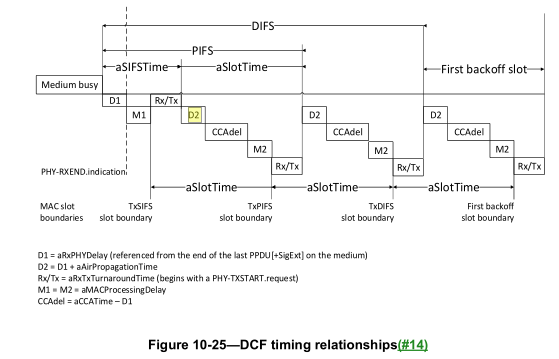 DIFS
PIFS
aSIFSTime
aSlotTime
First backoff slot
Medium busy
D1
Rx/Tx
D2
D2
D2
M1
CCAdel
CCAdel
CCAdel
M2
M2
M2
PHY-RXEND.indication
Rx/Tx
Rx/Tx
Rx/Tx
aSlotTime
aSlotTime
aSlotTime
MAC slot
boundaries
TxSIFS
slot boundary
TxPIFS
slot boundary
TxDIFS
slot boundary
First backoff
slot boundary
D1 = aRxPHYDelay (referenced from the end of the last PPDU[+SigExt] on the medium)
D2 = D1 + aAirPropagationTime
Rx/Tx = aRxTxTurnaroundTime (begins with a PHY-TXSTART.request)
M1 = M2 = aMACProcessingDelay
CCAdel = aCCATime – D1
Figure 10-25—DCF timing relationships(#14)